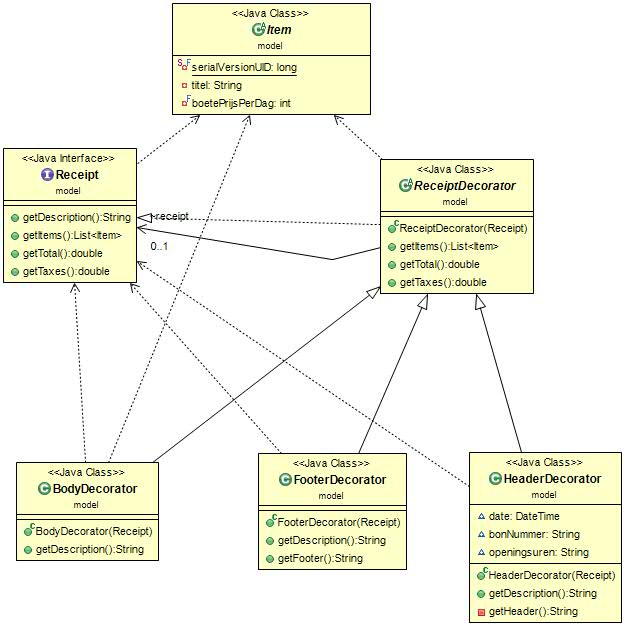 <<Java Class>>
Item
model
serialVersionUID: long
titel: String
boetePrijsPerDag: int
<<Java Interface>>
Receipt
model
getDescription():String
getItems():List<Item>
getTotal():double
getTaxes():double
<<Java Class>>
ReceiptDecorator
model
ReceiptDecorator(Receipt)
getItems():List<Item>
getTotal():double
getTaxes():double
-receipt
0..1
<<Java Class>>
BodyDecorator
model
BodyDecorator(Receipt)
getDescription():String
<<Java Class>>
FooterDecorator
model
FooterDecorator(Receipt)
getDescription():String
getFooter():String
<<Java Class>>
HeaderDecorator
model
date: DateTime
bonNummer: String
openingsuren: String
HeaderDecorator(Receipt)
getDescription():String
getHeader():String